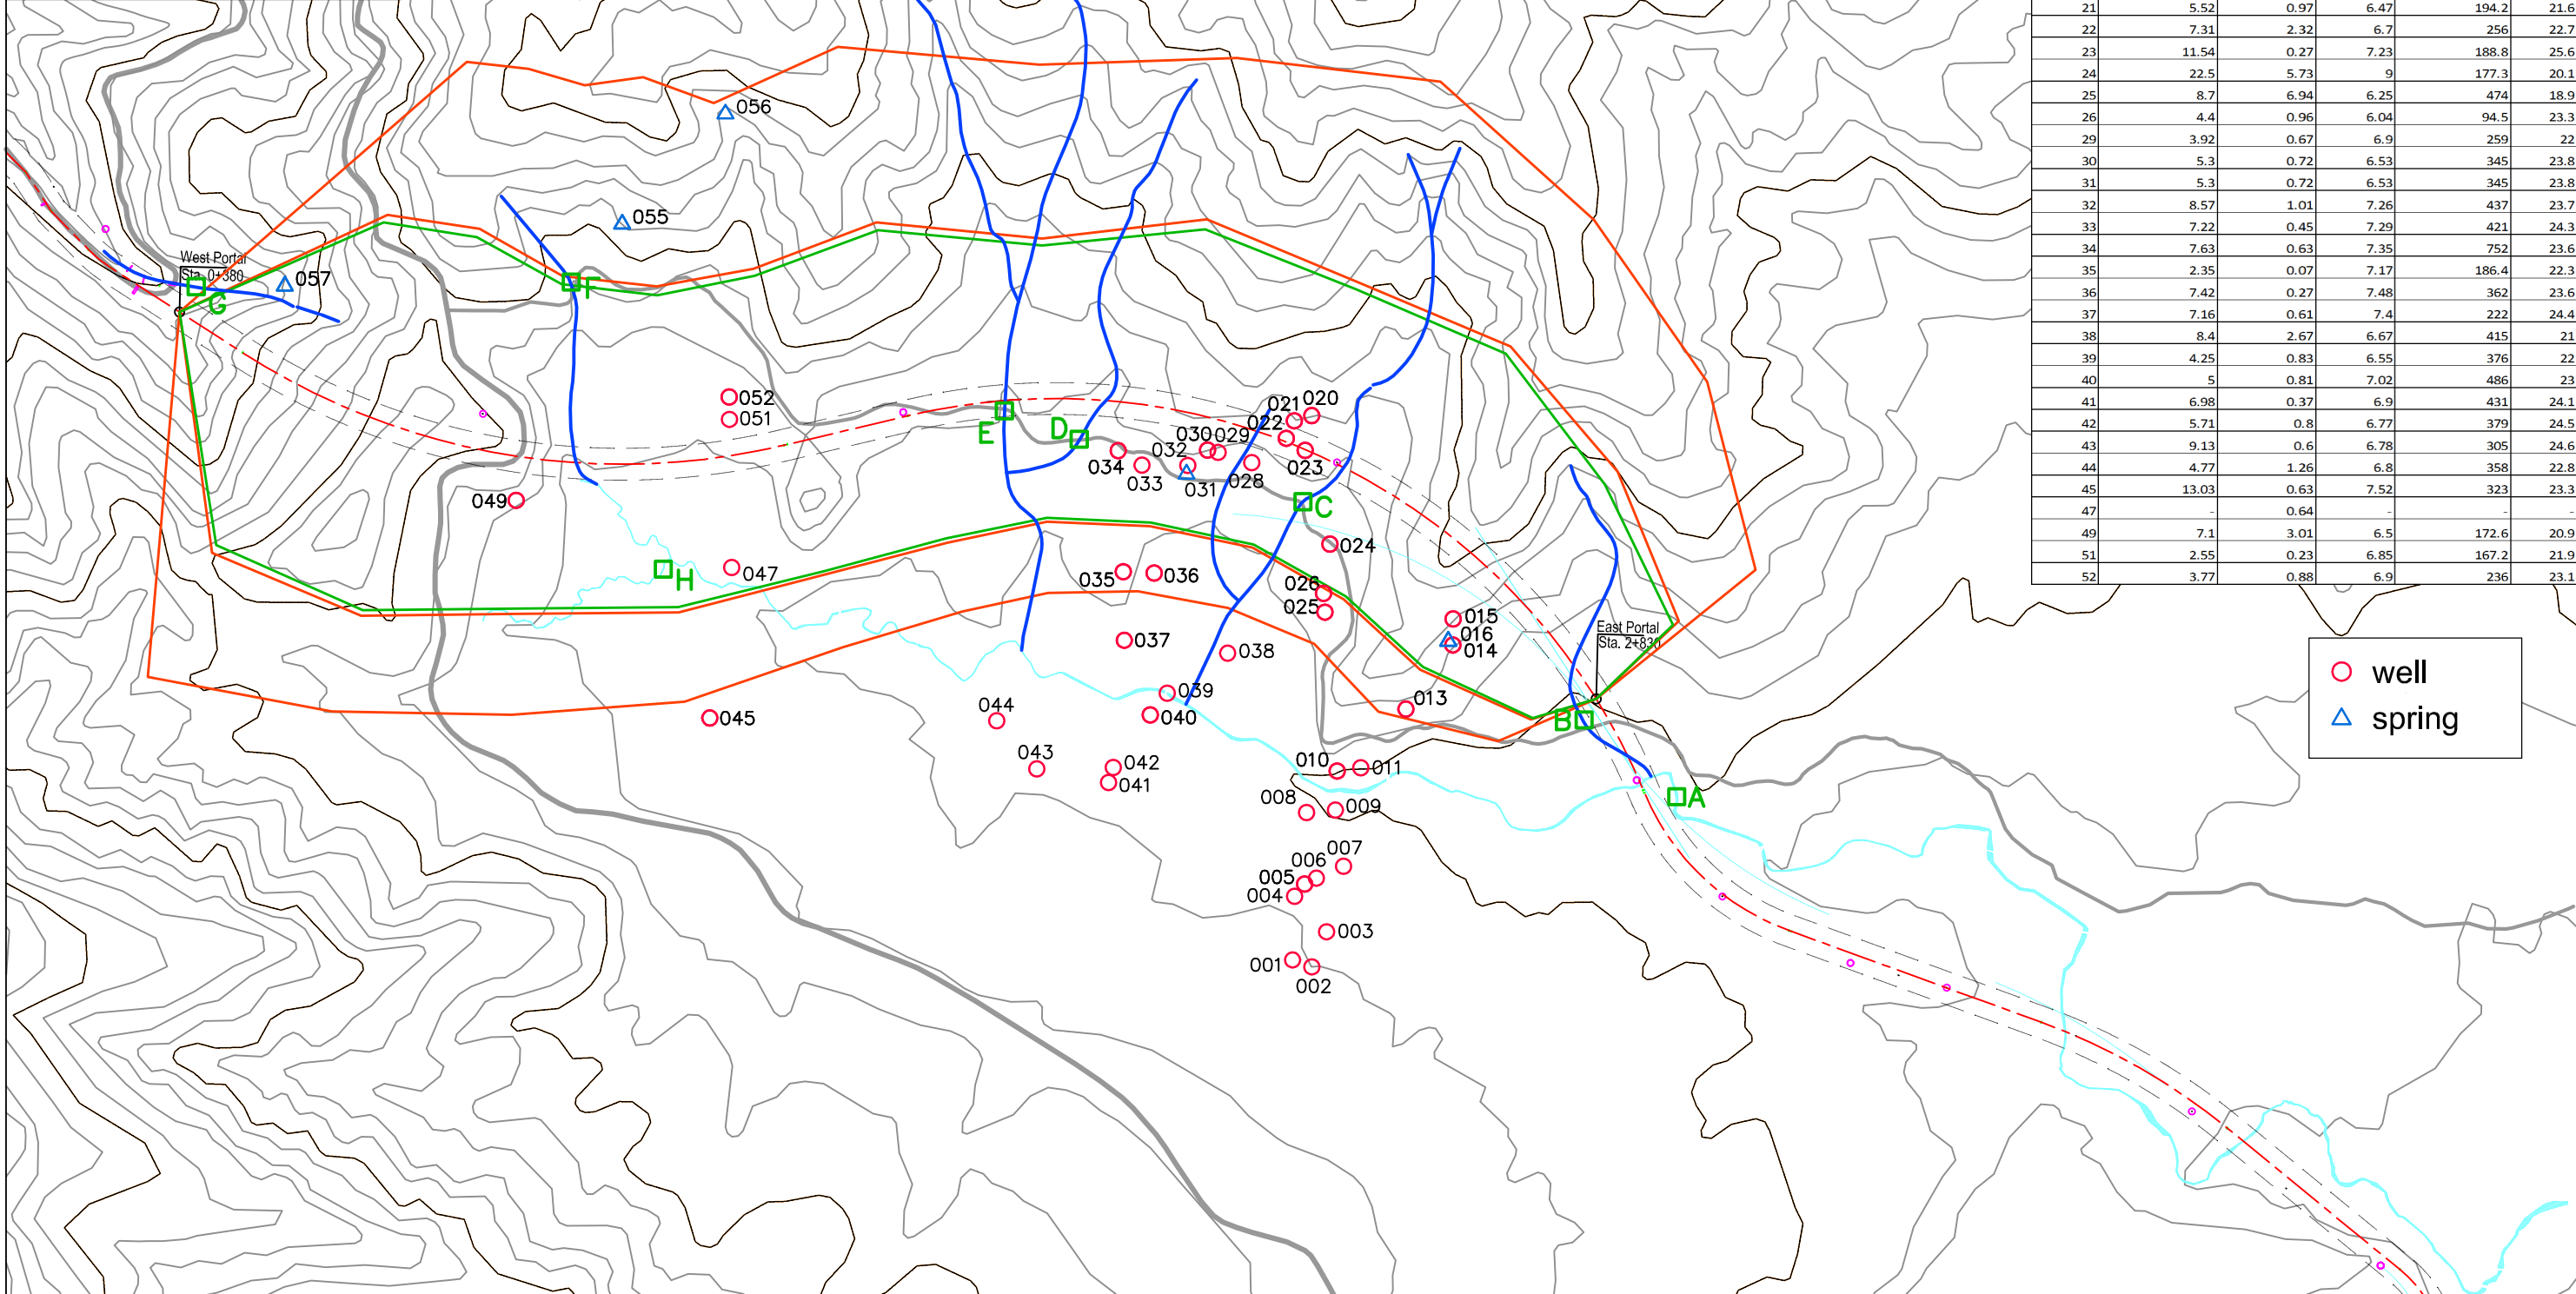 21 5.52 0.97 6.47 194.2 21.6
22 7.31 2.32 6.7 256 22.7
23 11.54 0.27 7.23 188.8 25.6
24 22.5 5.73 9 177.3 20.1
25 8.7 6.94 6.25 474 18.9
26 4.4 0.96 6.04 94.5 23.3
29 3.92 0.67 6.9 259 22
30 5.3 0.72 6.53 345 23.8
31 5.3 0.72 6.53 345 23.8
32 8.57 1.01 7.26 437 23.7
33 7.22 0.45 7.29 421 24.3
34 7.63 0.63 7.35 752 23.6
35 2.35 0.07 7.17 186.4 22.3
36 7.42 0.27 7.48 362 23.6
37 7.16 0.61 7.4 222 24.4
38 8.4 2.67 6.67 415 21
39 4.25 0.83 6.55 376 22
40 5 0.81 7.02 486 23
41 6.98 0.37 6.9 431 24.1
42 5.71 0.8 6.77 379 24.5
43 9.13 0.6 6.78 305 24.6
44 4.77 1.26 6.8 358 22.8
45 13.03 0.63 7.52 323 23.3
47 - 0.64 - - -
49 7.1 3.01 6.5 172.6 20.9
51 2.55 0.23 6.85 167.2 21.9
52 3.77 0.88 6.9 236 23.1
056
055
West Portal
Sta. 0+380
057
G
F
052
051
E
D
021 020
022
030 029
032
034
033
031
028
023
049
C
024
047
H
035
036
026
025
015
016
014
East Portal
Sta. 2+830
037
038
039
040
044
045
013
B
043
042
041
010
011
A
008
009
007
006
005
004
003
001
002
well
spring